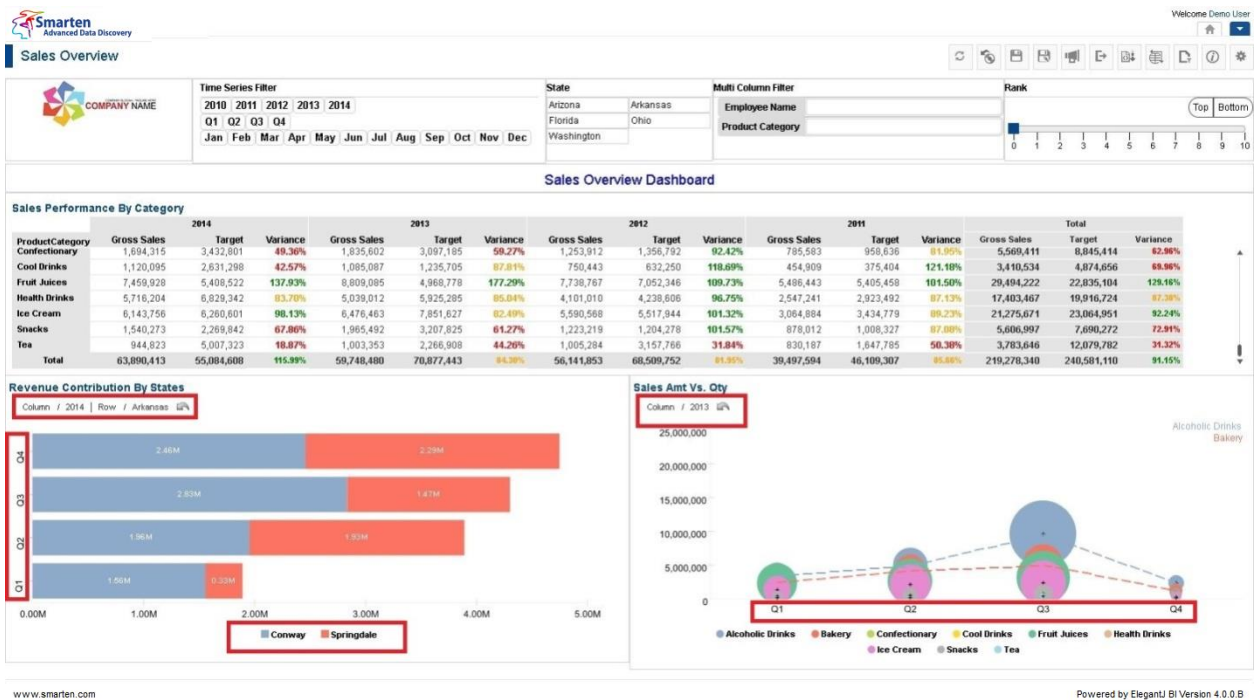 Smarten
Advanced Data Discovery
Welcome Demo User
Sales Overview
COMPANY NAME
Time Series Filter
2010 2011 2012 2013 2014
Q1 Q2 Q3 Q4
Jan Feb Mar Apr May Jun Jul Aug Sep Oct Nov Dec
State
Arizona Arkansas
Florida Ohio
Washington
Multi Column Filter
Employee Name
Product Category
Rank
Top Bottom
0 1 2 3 4 5 6 7 8 9 10
Sales Overview Dashboard
Sales Performance By Category
2014 2013 2012 2011 Total
ProductCategory Gross Sales Target Variance Gross Sales Target Variance Gross Sales Target Variance Gross Sales Target Variance Gross Sales Target Variance
Confectionary 1,694,315 3,432,801 49.36% 1,835,602 3,097,185 59.27% 1,253,912 1,356,792 92.42% 785,583 958,636 81.95% 5,569,411 8,845,414 62.96%
Cool Drinks 1,120,095 2,631,298 42.57% 1,085,087 1,235,705 87.81% 750,443 632,250 118.69% 454,909 375,404 121.18% 3,410,534 4,874,656 69.96%
Fruit Juices 7,459,928 5,408,522 137.93% 8,809,085 4,968,778 177.29% 7,738,767 7,052,346 109.73% 5,486,443 5,405,458 101.50% 29,494,222 22,835,104 129.16%
Health Drinks 5,716,204 6,829,342 83.70% 5,039,012 5,925,285 85.04% 4,101,010 4,238,606 96.75% 2,547,241 2,923,492 87.13% 17,403,467 19,916,724 87.38%
Ice Cream 6,143,756 6,260,601 98.13% 6,476,463 7,851,627 82.49% 5,590,568 5,517,944 101.32% 3,064,884 3,434,779 89.23% 21,275,671 23,064,951 92.24%
Snacks 1,540,273 2,269,842 67.86% 1,965,492 3,207,825 61.27% 1,223,219 1,204,278 101.57% 878,012 1,008,327 87.08% 5,606,997 7,690,272 72.91%
Tea 944,823 5,007,323 18.87% 1,003,353 2,266,908 44.26% 1,005,284 3,157,766 31.84% 830,187 1,647,785 50.38% 3,783,646 12,079,782 31.32%
Total 63,890,413 55,084,608 115.99% 59,748,480 70,877,443 84.30% 56,141,853 68,509,752 81.95% 39,497,594 46,109,307 85.66% 219,278,340 240,581,110 91.15%
Revenue Contribution By States
Column / 2014 | Row / Arkansas
Q4 2.46M 2.29M
Q3 2.83M 1.47M
Q2 1.96M 1.93M
Q1 1.56M 0.33M
0.00M 1.00M 2.00M 3.00M 4.00M 5.00M
Conway Springdale
Sales Amt Vs. Qty
Column / 2013
Alcoholic Drinks
Bakery
25,000,000
20,000,000
15,000,000
10,000,000
5,000,000
0
Q1 Q2 Q3 Q4
Alcoholic Drinks Bakery Confectionary Cool Drinks Fruit Juices Health Drinks
Ice Cream Snacks Tea
www.smarten.com
Powered by ElegantJ BI Version 4.0.0.B